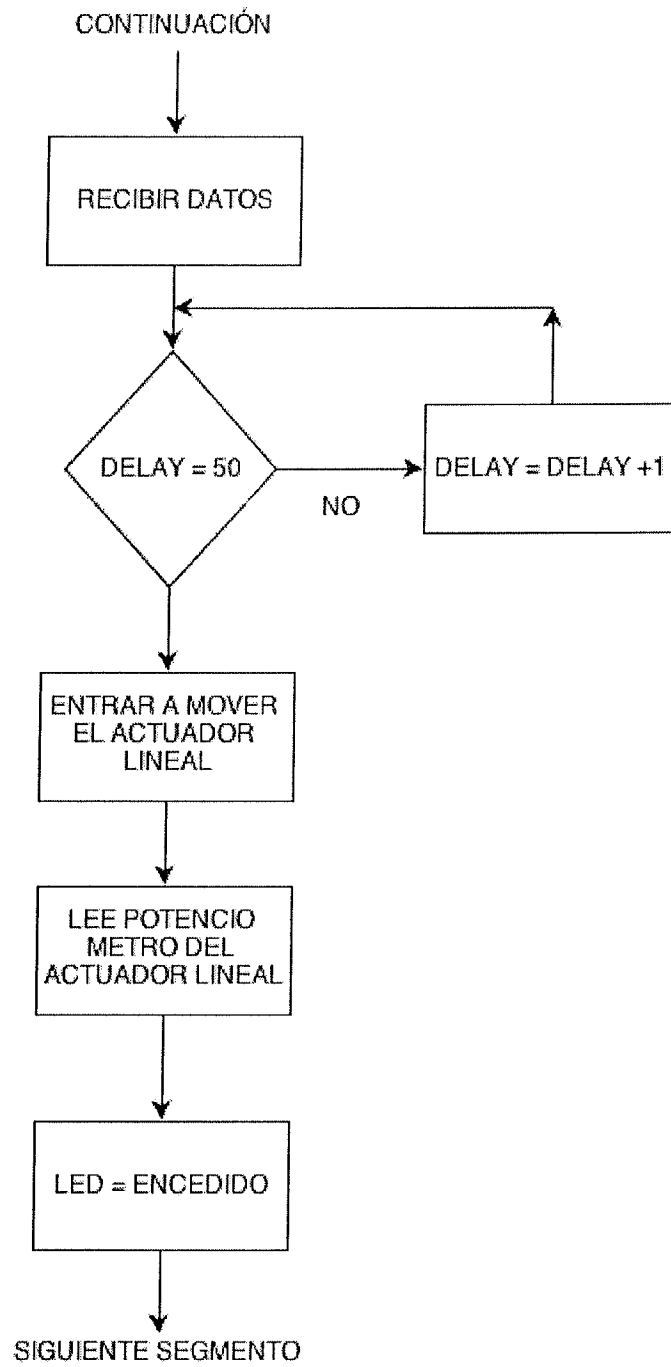 CONTINUACIÓN
RECIBIR DATOS
DELAY = 50
NO
DELAY = DELAY +1
ENTRAR A MOVER
EL ACTUADOR
LINEAL
LEE POTENCIO
METRO DEL
ACTUADOR LINEAL
LED = ENCEDIDO
SIGUIENTE SEGMENTO